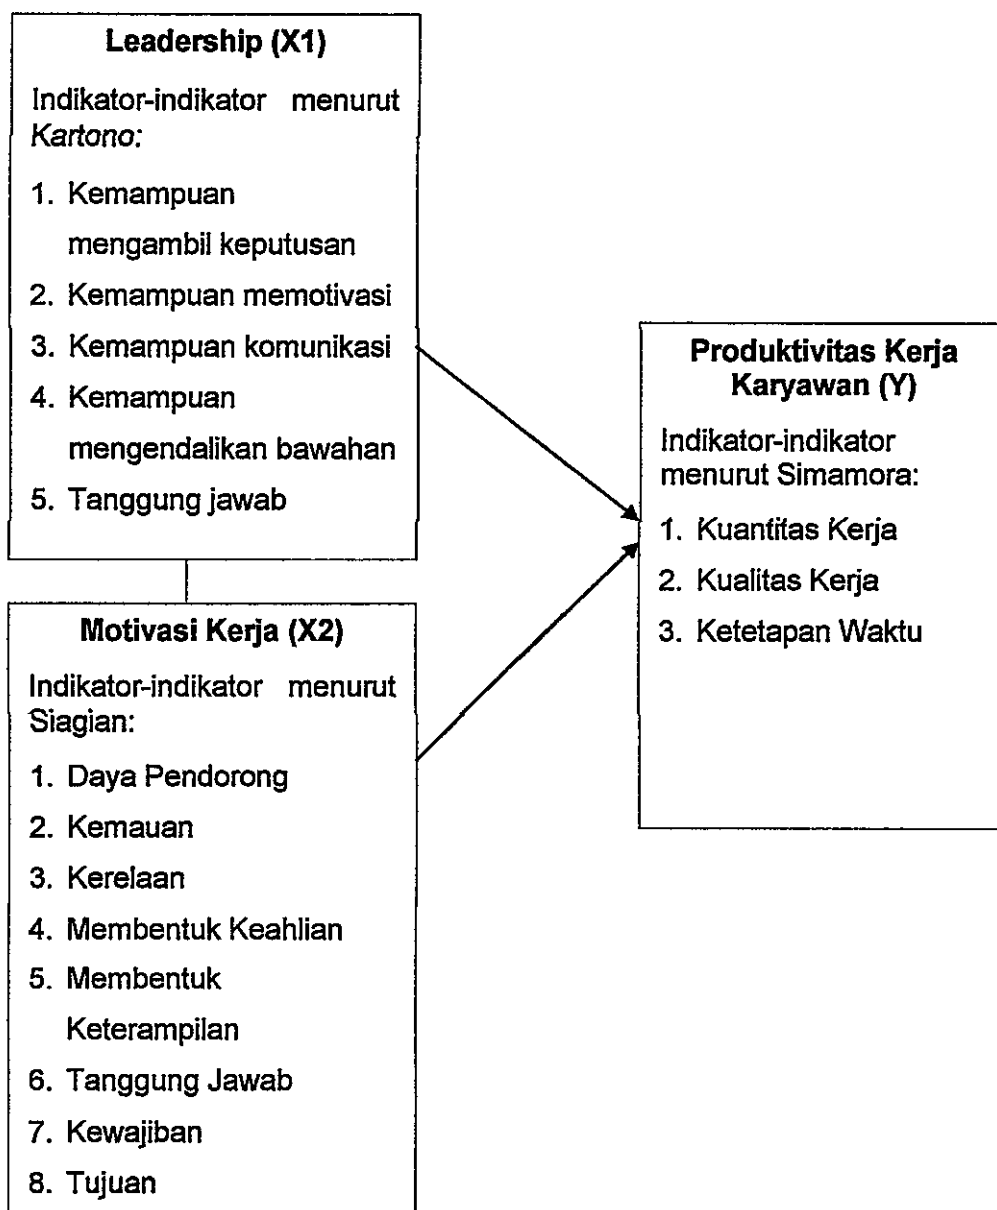 Leadership (X1)
Indikator-indikator menurut
Kartono:
1. Kemampuan
mengambil keputusan
2. Kemampuan memotivasi
3. Kemampuan komunikasi
4. Kemampuan
mengendalikan bawahan
5. Tanggung jawab
Motivasi Kerja (X2)
Indikator-indikator menurut
Siagian:
1. Daya Pendorong
2. Kemauan
3. Kerelaan
4. Membentuk Keahlian
5. Membentuk
Keterampilan
6. Tanggung Jawab
7. Kewajiban
8. Tujuan
Produktivitas Kerja
Karyawan (Y)
Indikator-indikator
menurut Simamora:
1. Kuantitas Kerja
2. Kualitas Kerja
3. Ketetapan Waktu